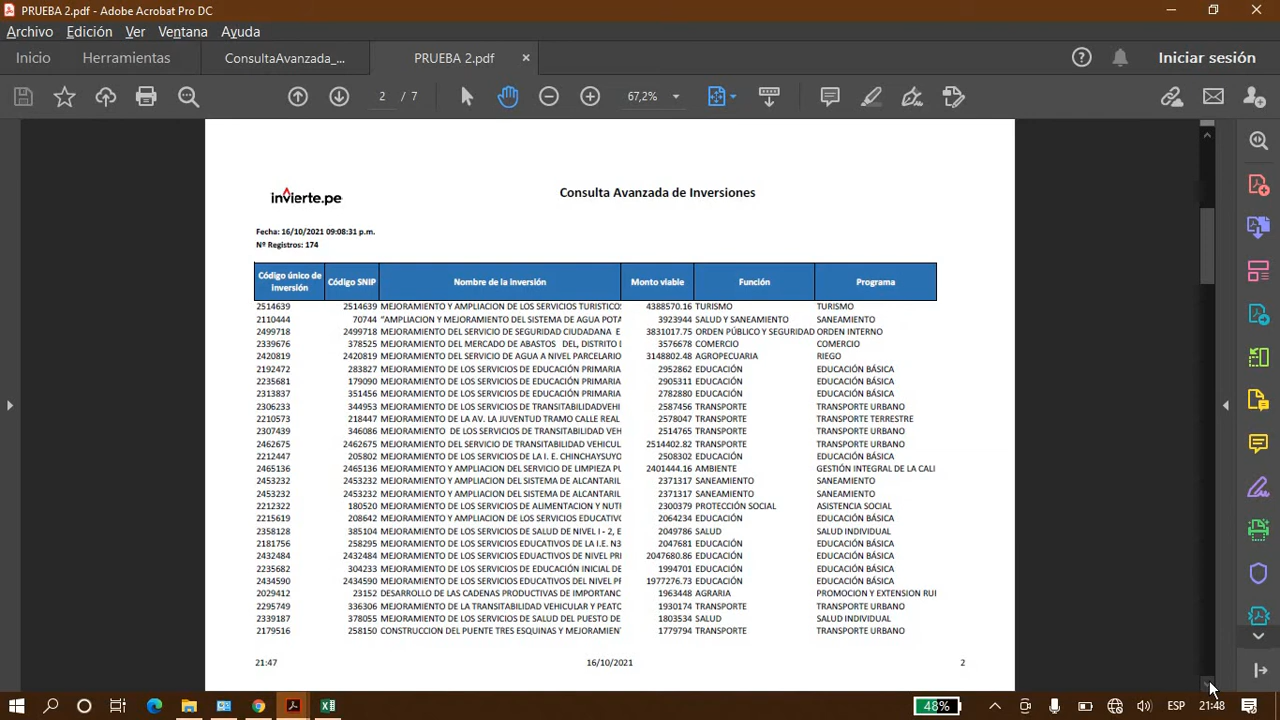 PRUEBA 2.pdf - Adobe Acrobat Pro DC
Archivo Edición Ver Ventana Ayuda
Inicio Herramientas ConsultaAvanzada_... PRUEBA 2.pdf ×
Iniciar sesión
2 / 7 67,2%
invierte.pe
Consulta Avanzada de Inversiones
Fecha: 16/10/2021 09:08:31 p.m.
Nº Registros: 174
Código único de inversión Código SNIP Nombre de la inversión Monto viable Función Programa
2514639 2514639 MEJORAMIENTO Y AMPLIACION DE LOS SERVICIOS TURISTICOS 4388570.16 TURISMO TURISMO
2110444 70744 "AMPLIACION Y MEJORAMIENTO DEL SISTEMA DE AGUA POTA 3923944 SALUD Y SANEAMIENTO SANEAMIENTO
2499718 2499718 MEJORAMIENTO DEL SERVICIO DE SEGURIDAD CIUDADANA E 3831017.75 ORDEN PÚBLICO Y SEGURIDAD ORDEN INTERNO
2339676 378525 MEJORAMIENTO DEL MERCADO DE ABASTOS DEL, DISTRITO D 3576678 COMERCIO COMERCIO
2420819 2420819 MEJORAMIENTO DEL SERVICIO DE AGUA A NIVEL PARCELARIO 3148802.48 AGROPECUARIA RIEGO
2192472 283827 MEJORAMIENTO DE LOS SERVICIOS DE EDUCACIÓN PRIMARIA 2952862 EDUCACIÓN EDUCACIÓN BÁSICA
2235681 179090 MEJORAMIENTO DE LOS SERVICIOS DE EDUCACIÓN PRIMARIA 2905311 EDUCACIÓN EDUCACIÓN BÁSICA
2313837 351456 MEJORAMIENTO DE LOS SERVICIOS DE EDUCACIÓN PRIMARIA 2782880 EDUCACIÓN EDUCACIÓN BÁSICA
2306233 344953 MEJORAMIENTO DE LOS SERVICIOS DE TRANSITABILIDADVEHI 2587456 TRANSPORTE TRANSPORTE URBANO
2210573 218447 MEJORAMIENTO DE LA AV. LA JUVENTUD TRAMO CALLE REAL 2578047 TRANSPORTE TRANSPORTE TERRESTRE
2307439 346086 MEJORAMIENTO DE LOS SERVICIOS DE TRANSITABILIDAD VEH 2514765 TRANSPORTE TRANSPORTE URBANO
2462675 2462675 MEJORAMIENTO DEL SERVICIO DE TRANSITABILIDAD VEHICUL 2514402.82 TRANSPORTE TRANSPORTE URBANO
2212447 205802 MEJORAMIENTO DE LOS SERVICIOS DE LA I. E. CHINCHAYSUYO 2508302 EDUCACIÓN EDUCACIÓN BÁSICA
2465136 2465136 MEJORAMIENTO Y AMPLIACION DEL SERVICIO DE LIMPIEZA PU 2401444.16 AMBIENTE GESTIÓN INTEGRAL DE LA CALI
2453232 2453232 MEJORAMIENTO Y AMPLIACION DEL SISTEMA DE ALCANTARIL 2371317 SANEAMIENTO SANEAMIENTO
2453232 2453232 MEJORAMIENTO Y AMPLIACION DEL SISTEMA DE ALCANTARIL 2371317 SANEAMIENTO SANEAMIENTO
2212322 180520 MEJORAMIENTO DE LOS SERVICIOS DE ALIMENTACION Y NUTI 2300379 PROTECCIÓN SOCIAL ASISTENCIA SOCIAL
2215619 208642 MEJORAMIENTO Y AMPLIACION DE LOS SERVICIOS EDUCATIVO 2064234 EDUCACIÓN EDUCACIÓN BÁSICA
2358128 385104 MEJORAMIENTO DE LOS SERVICIOS DE SALUD DE NIVEL I - 2, E 2049786 SALUD SALUD INDIVIDUAL
2181756 258295 MEJORAMIENTO DE LOS SERVICIOS EDUCATIVOS DE LA I.E. N3 2047681 EDUCACIÓN EDUCACIÓN BÁSICA
2432484 2432484 MEJORAMIENTO DE LOS SERVICIOS EDUACTIVOS DE NIVEL PRI 2047680.86 EDUCACIÓN EDUCACIÓN BÁSICA
2235682 304233 MEJORAMIENTO DE LOS SERVICIOS DE EDUCACIÓN INICIAL DE 1994701 EDUCACIÓN EDUCACIÓN BÁSICA
2434590 2434590 MEJORAMIENTO DE LOS SERVICIOS EDUCATIVOS DEL NIVEL PR 1977276.73 EDUCACIÓN EDUCACIÓN BÁSICA
2029412 23152 DESARROLLO DE LAS CADENAS PRODUCTIVAS DE IMPORTANC 1963448 AGRARIA PROMOCION Y EXTENSION RUI
2295749 336306 MEJORAMIENTO DE LA TRANSITABILIDAD VEHICULAR Y PEATO 1930174 TRANSPORTE TRANSPORTE URBANO
2339187 378055 MEJORAMIENTO DE LOS SERVICIOS DE SALUD DEL PUESTO DE 1803534 SALUD SALUD INDIVIDUAL
2179516 258150 CONSTRUCCION DEL PUENTE TRES ESQUINAS Y MEJORAMIEN 1779794 TRANSPORTE TRANSPORTE URBANO
21:47 16/10/2021 2
48% ESP 21:48